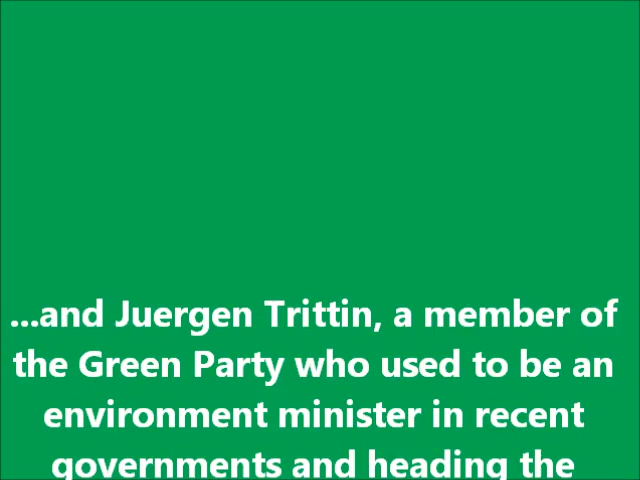 ...and Juergen Trittin, a member of
the Green Party who used to be an
environment minister in recent
governments and heading the